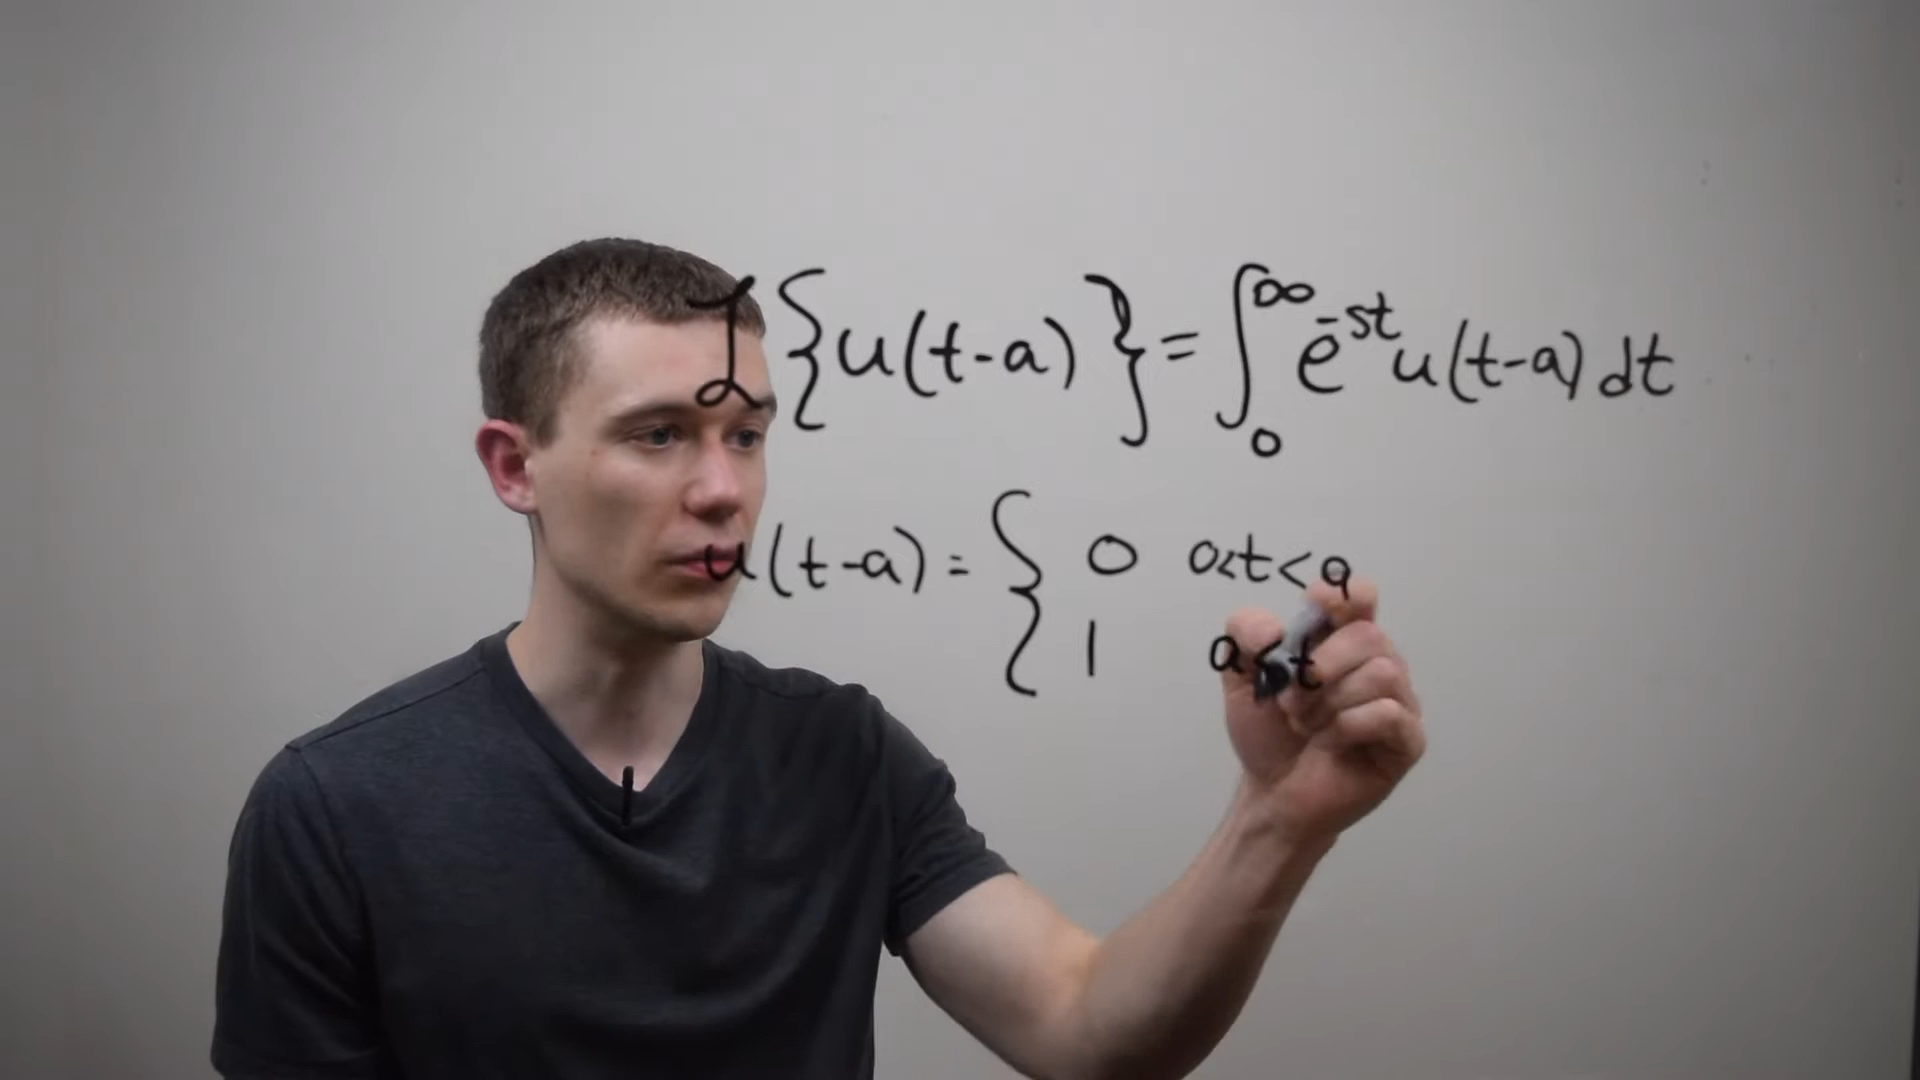 ℒ{u(t-a)} = ∫₀^∞ e^-st u(t-a) dt
u(t-a) = { 0 0<t<a
1 a<t